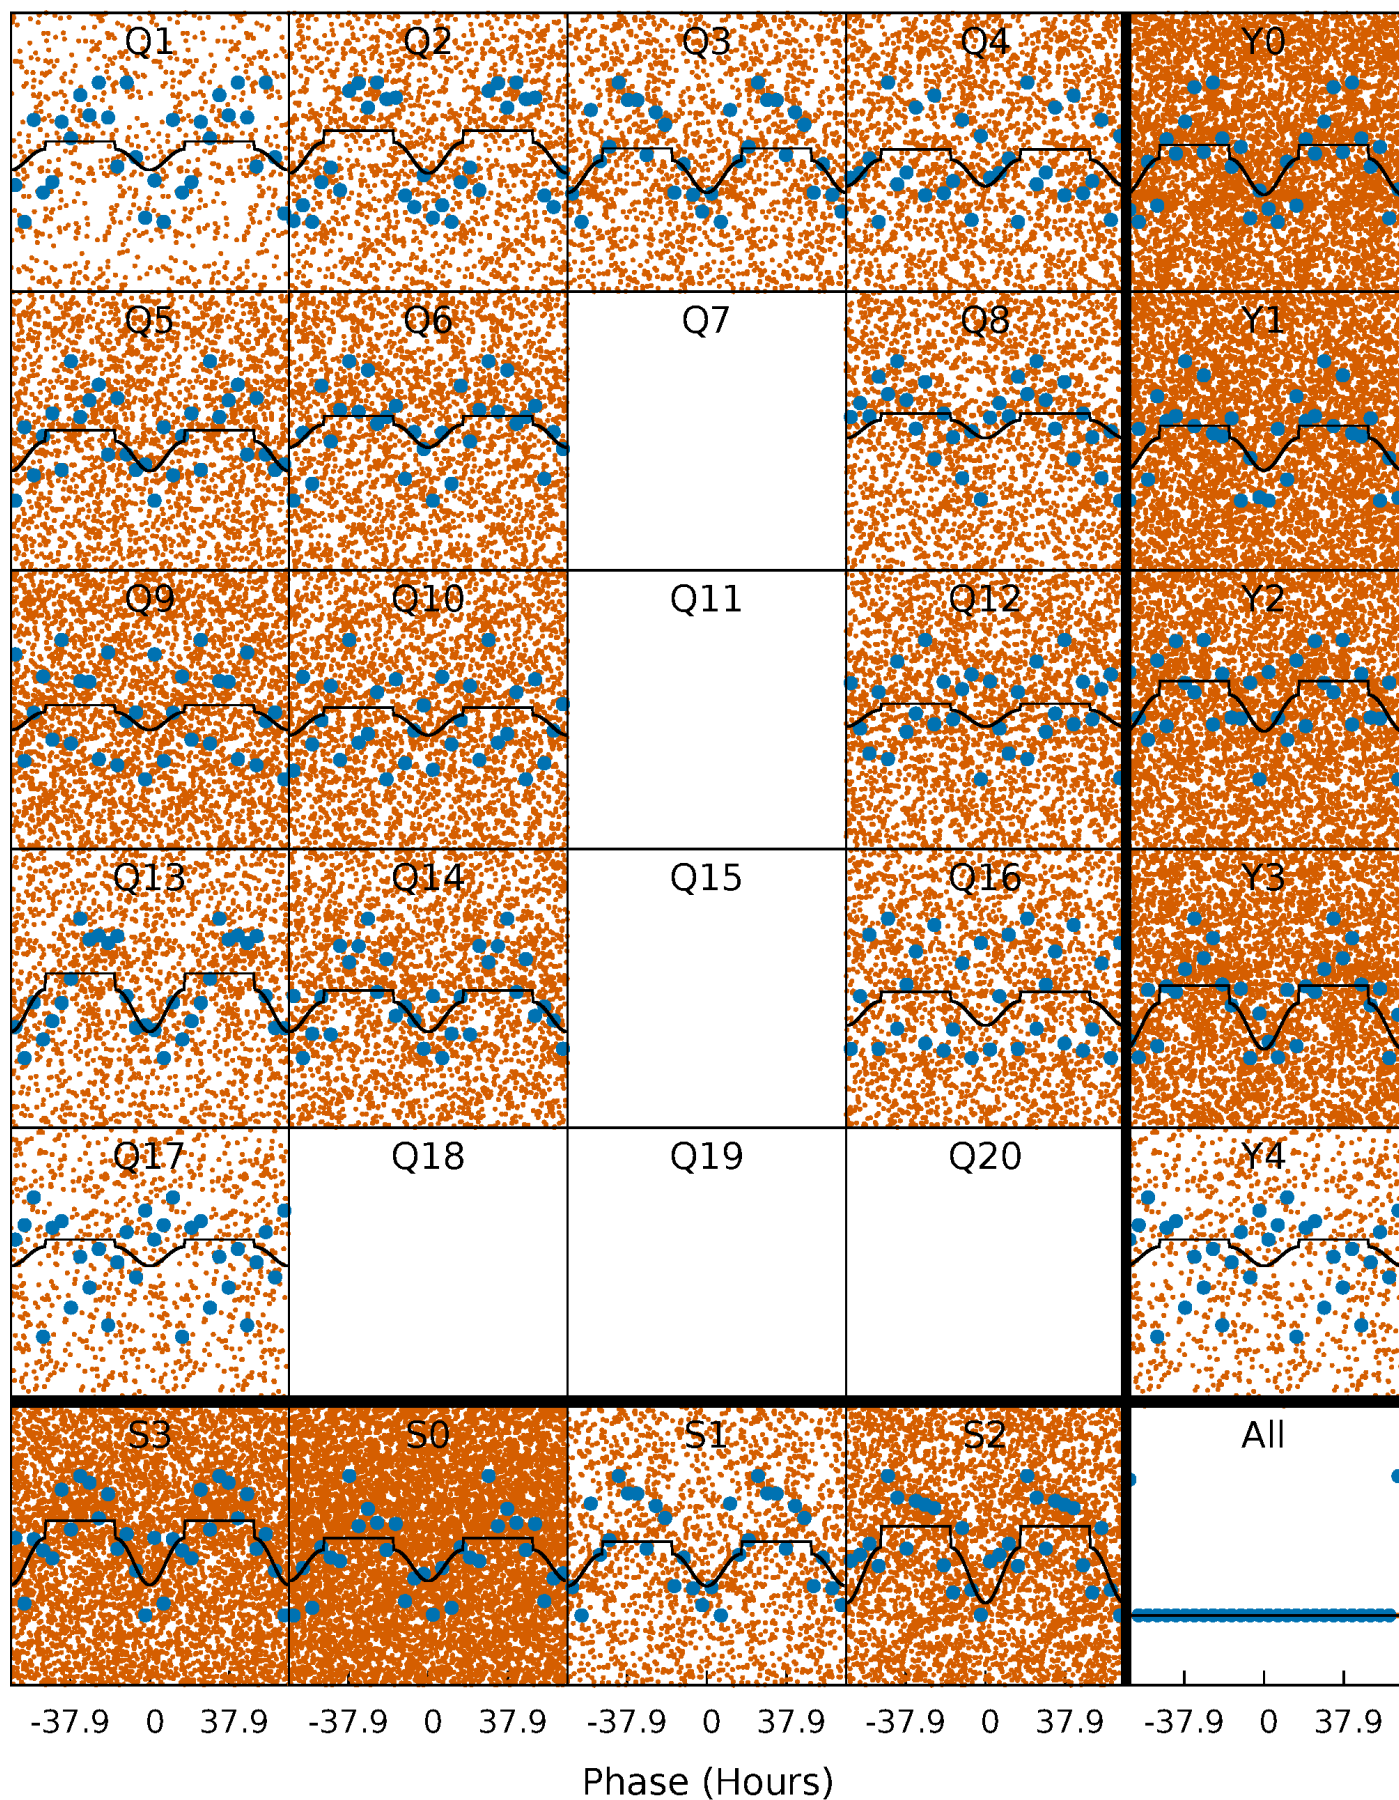 Q1 Q2 Q3 Q4 Y0
Q5 Q6 Q7 Q8 Y1
Q9 Q10 Q11 Q12 Y2
Q13 Q14 Q15 Q16 Y3
Q17 Q18 Q19 Q20 Y4
S3 S0 S1 S2 All
-37.9 0 37.9 -37.9 0 37.9 -37.9 0 37.9 -37.9 0 37.9 -37.9 0 37.9
Phase (Hours)